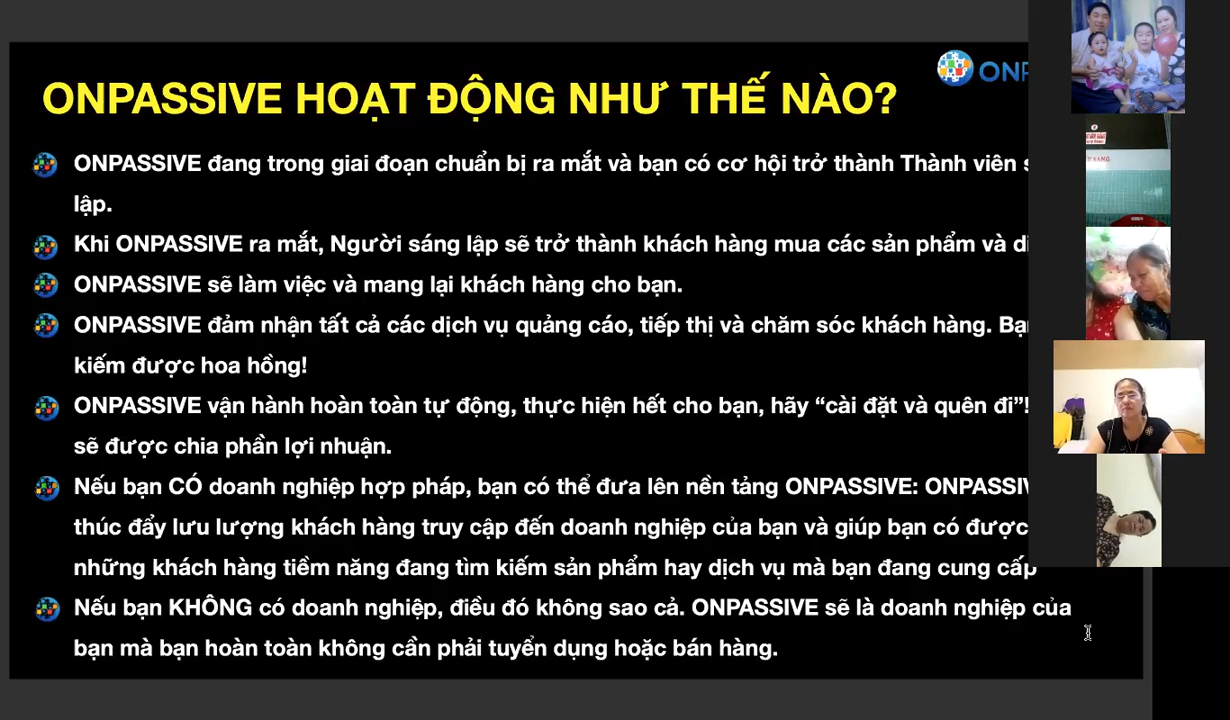 ONPASSIVE HOẠT ĐỘNG NHƯ THẾ NÀO?
ONPASSIVE đang trong giai đoạn chuẩn bị ra mắt và bạn có cơ hội trở thành Thành viên
lập.
Khi ONPASSIVE ra mắt, Người sáng lập sẽ trở thành khách hàng mua các sản phẩm và
ONPASSIVE sẽ làm việc và mang lại khách hàng cho bạn.
ONPASSIVE đảm nhận tất cả các dịch vụ quảng cáo, tiếp thị và chăm sóc khách hàng. Bạn
kiếm được hoa hồng!
ONPASSIVE vận hành hoàn toàn tự động, thực hiện hết cho bạn, hãy “cài đặt và quên đi”!
sẽ được chia phần lợi nhuận.
Nếu bạn CÓ doanh nghiệp hợp pháp, bạn có thể đưa lên nền tảng ONPASSIVE: ONPASSIV
thúc đẩy lưu lượng khách hàng truy cập đến doanh nghiệp của bạn và giúp bạn có được
những khách hàng tiềm năng đang tìm kiếm sản phẩm hay dịch vụ mà bạn đang cung cấp
Nếu bạn KHÔNG có doanh nghiệp, điều đó không sao cả. ONPASSIVE sẽ là doanh nghiệp của
bạn mà bạn hoàn toàn không cần phải tuyển dụng hoặc bán hàng.